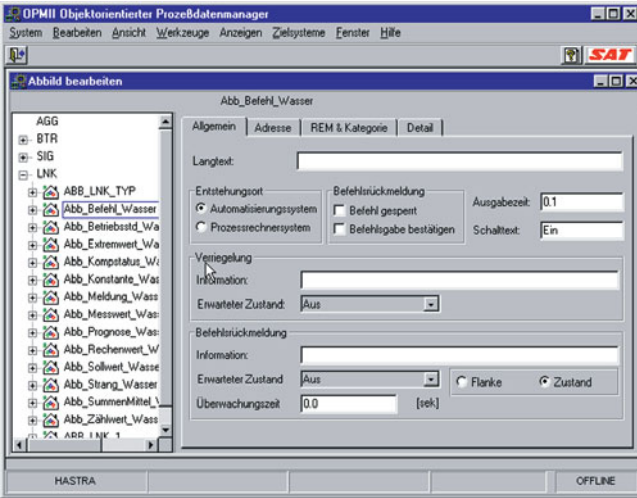 OPMII Objektorientierter Prozeßdatenmanager
System Bearbeiten Ansicht Werkzeuge Anzeigen Zielsysteme Fenster Hilfe
SAT
Abbild bearbeiten
Abb_Befehl_Wasser
AGG
BTR
SIG
LNK
ABB_LNK_TYP
Abb_Befehl_Wasser
Abb_Betriebsstd_Wa
Abb_Extremwert_Wa
Abb_Kompstatus_Wa
Abb_Konstante_Was
Abb_Meldung_Wass
Abb_Messwert_Was
Abb_Prognose_Was
Abb_Rechenwert_W
Abb_Sollwert_Wasse
Abb_Strang_Wasser
Abb_SummenMittel_W
Abb_Zählwert_Wass
ABB_LNK_1
Allgemein Adresse REM & Kategorie Detail
Langtext:
Entstehungsort
Automatisierungssystem
Prozessrechnersystem
Befehlsrückmeldung
Befehl gesperrt
Befehlsgabe bestätigen
Ausgabezeit: 0.1
Schalttext: Ein
Verriegelung
Information:
Erwarteter Zustand: Aus
Befehlsrückmeldung
Information:
Erwarteter Zustand Aus
Flanke Zustand
Überwachungszeit 0.0 [sek]
HASTRA
OFFLINE